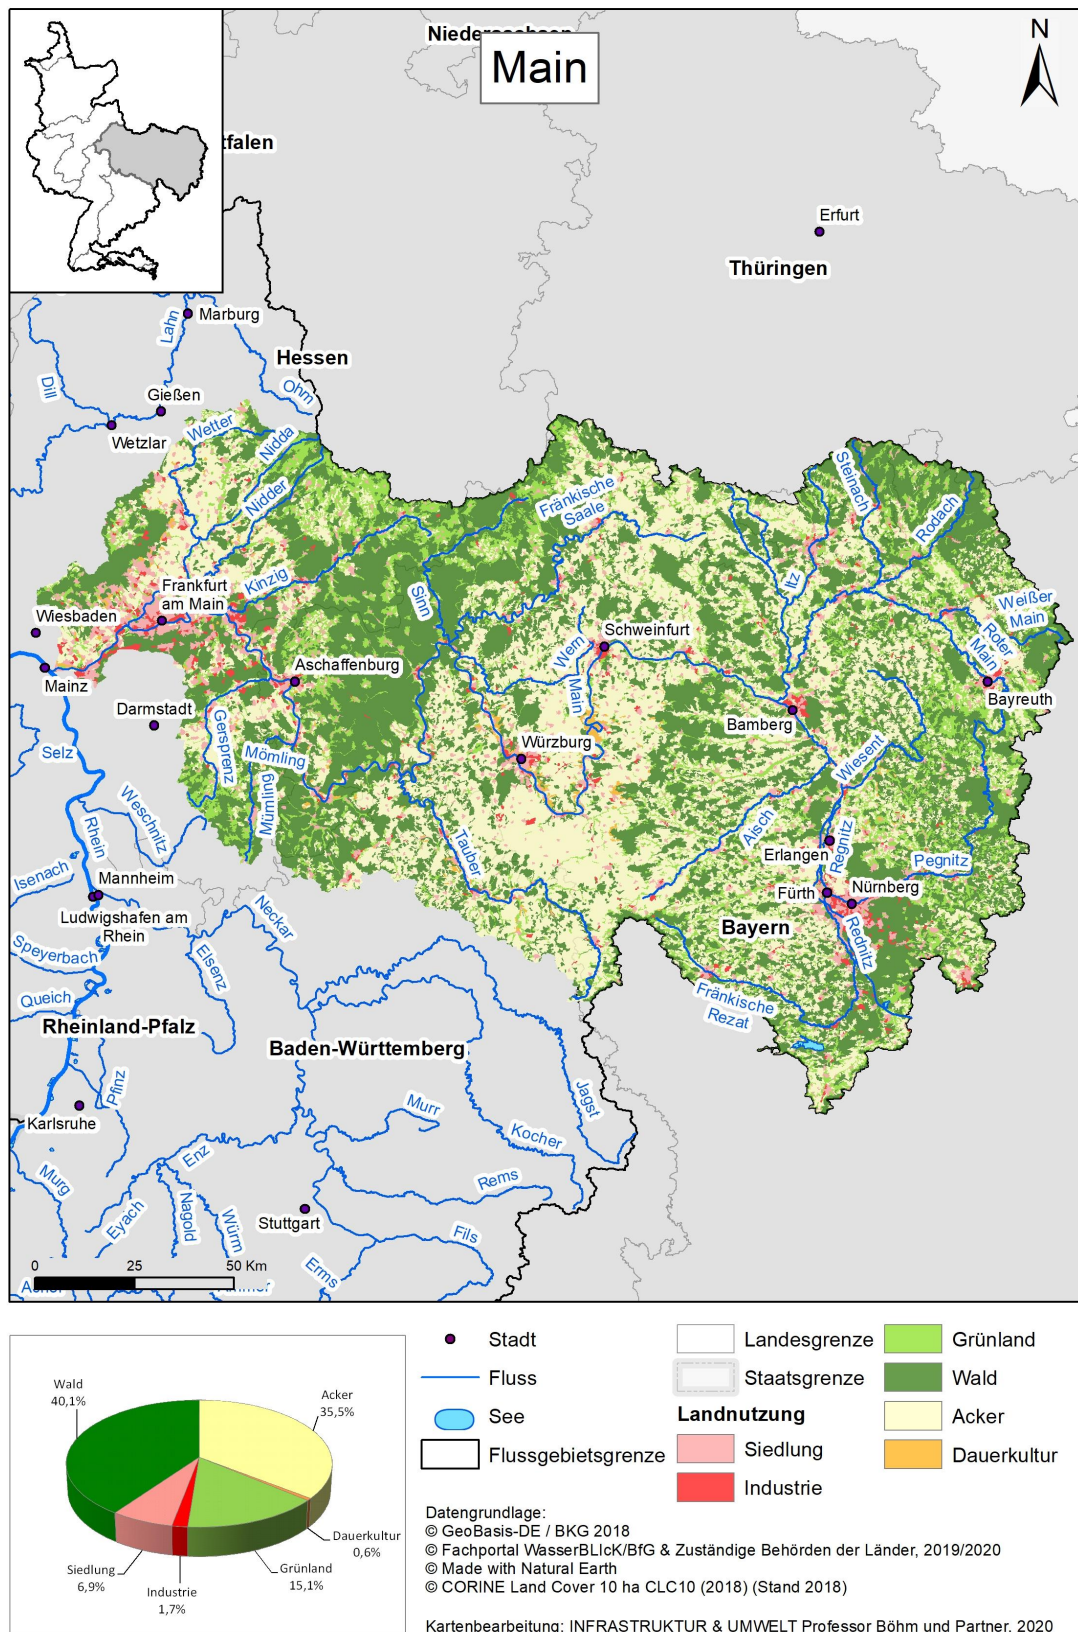 Niedersachsen
Main
N
tfalen
Erfurt
Thüringen
Marburg
Lahn
Hessen
Dill
Ohm
Gießen
Wetzlar
Wetter
Nidda
Nidder
Fränkische
Saale
Steinach
Rodach
Kinzig
Sinn
Itz
Frankfurt
am Main
Wiesbaden
Weißer
Main
Roter
Main
Schweinfurt
Wern
Main
Mainz
Aschaffenburg
Bayreuth
Darmstadt
Gersprenz
Mömling
Mümling
Bamberg
Würzburg
Wiesent
Selz
Weschnitz
Rhein
Tauber
Aisch
Erlangen
Regnitz
Pegnitz
Isenach
Mannheim
Ludwigshafen am
Rhein
Fürth
Nürnberg
Bayern
Rednitz
Neckar
Speyerbach
Elsenz
Queich
Fränkische
Rezat
Rheinland-Pfalz
Baden-Württemberg
Pfinz
Jagst
Karlsruhe
Murr
Kocher
Enz
Murg
Rems
Nagold
Eyach
Würm
Stuttgart
Fils
Erms
0 25 50 Km
Wald
40,1%
Acker
35,5%
Dauerkultur
0,6%
Grünland
15,1%
Industrie
1,7%
Siedlung
6,9%
Stadt
Fluss
See
Flussgebietsgrenze
Landesgrenze
Staatsgrenze
Landnutzung
Siedlung
Industrie
Grünland
Wald
Acker
Dauerkultur
Datengrundlage:
© GeoBasis-DE / BKG 2018
© Fachportal WasserBLIcK/BfG & Zuständige Behörden der Länder, 2019/2020
© Made with Natural Earth
© CORINE Land Cover 10 ha CLC10 (2018) (Stand 2018)
Kartenbearbeitung: INFRASTRUKTUR & UMWELT Professor Böhm und Partner, 2020